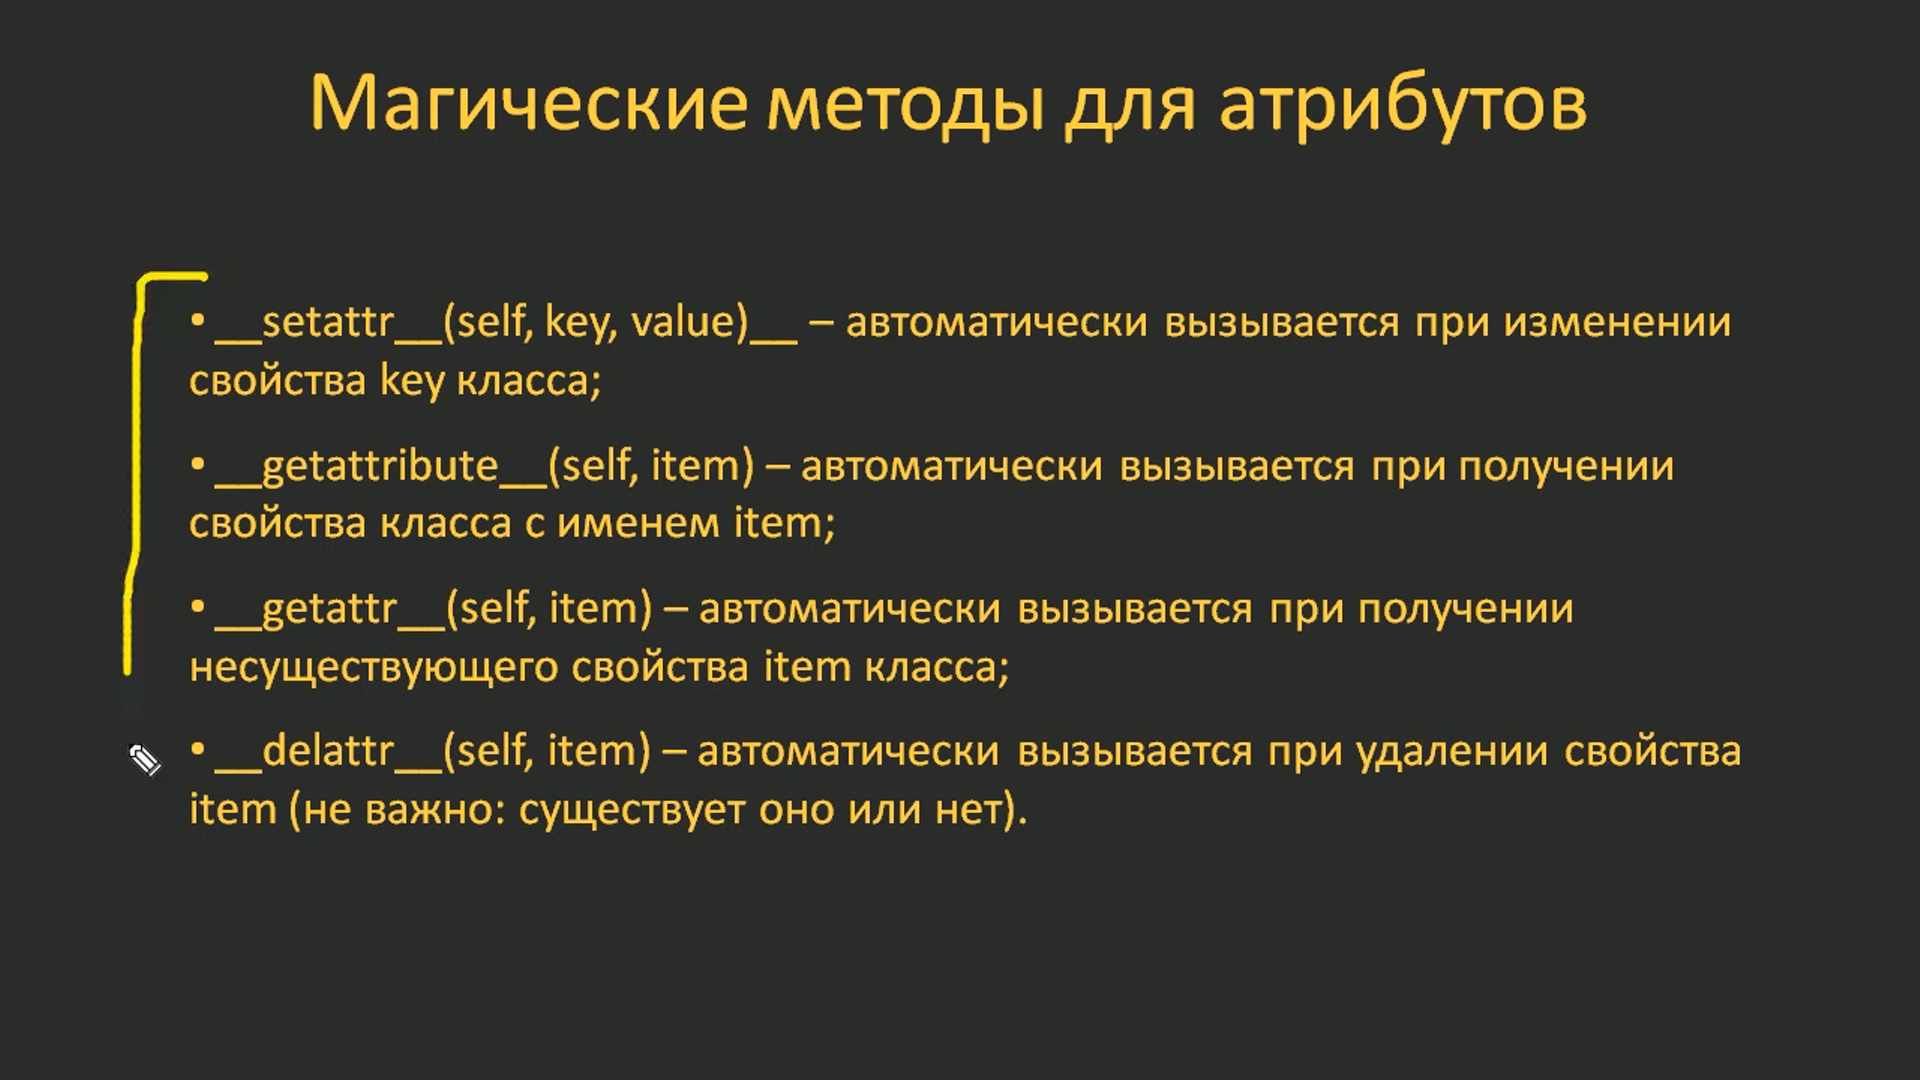 Магические методы для атрибутов
• __setattr__(self, key, value)__ – автоматически вызывается при изменении
свойства key класса;
• __getattribute__(self, item) – автоматически вызывается при получении
свойства класса с именем item;
• __getattr__(self, item) – автоматически вызывается при получении
несуществующего свойства item класса;
• __delattr__(self, item) – автоматически вызывается при удалении свойства
item (не важно: существует оно или нет).